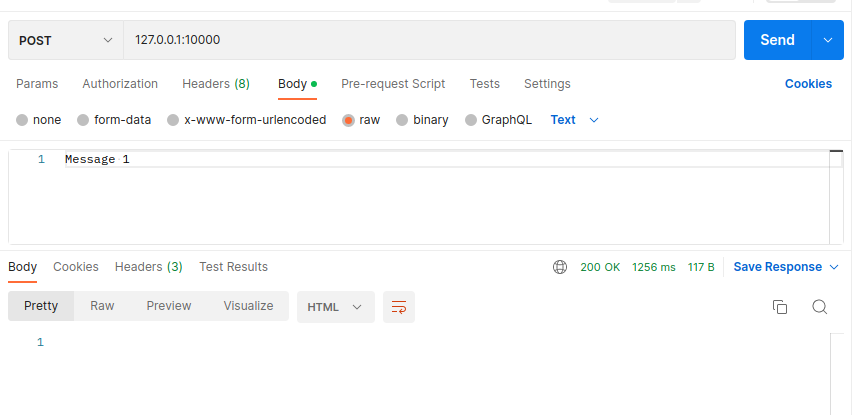 POST 127.0.0.1:10000 Send
Params Authorization Headers (8) Body Pre-request Script Tests Settings Cookies
none form-data x-www-form-urlencoded raw binary GraphQL Text
1 Message 1
Body Cookies Headers (3) Test Results 200 OK 1256 ms 117 B Save Response
Pretty Raw Preview Visualize HTML
1